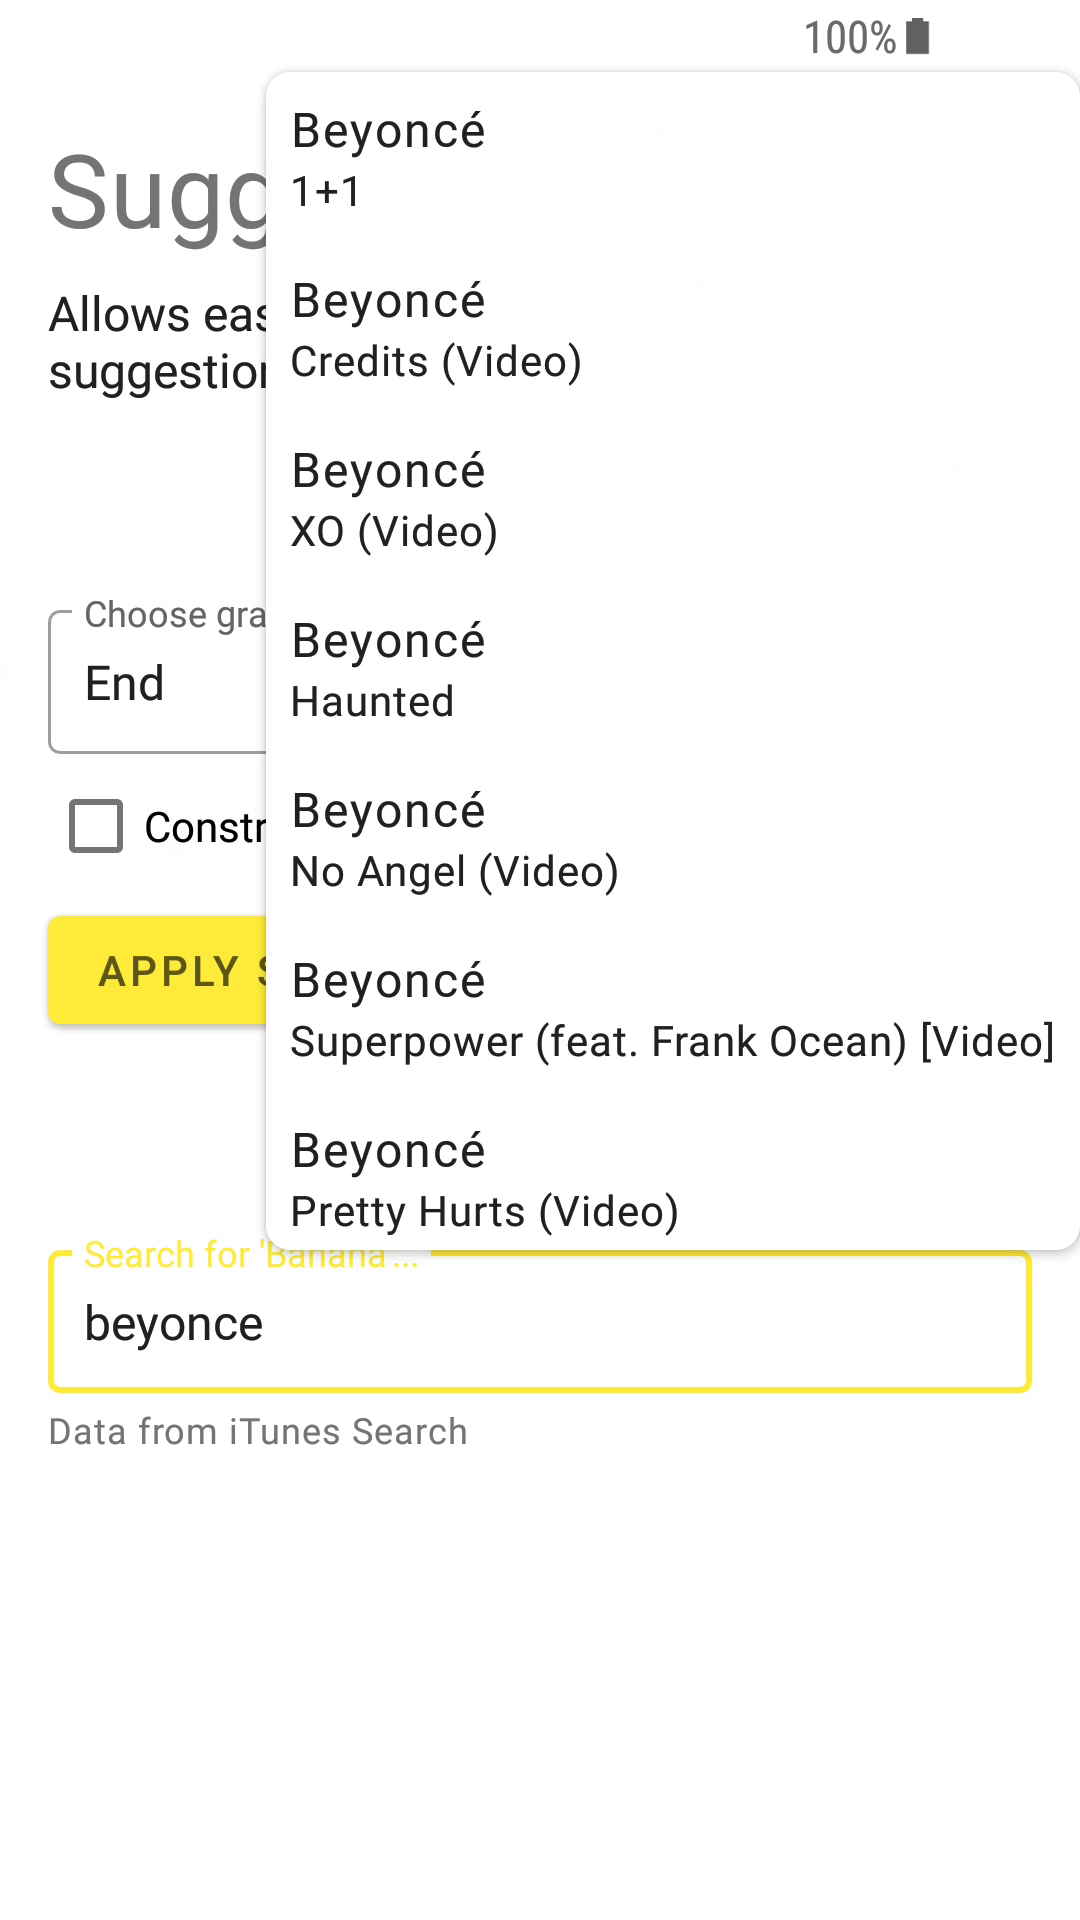 100%
Sugg
Allows eas
suggestion
Choose gra
End
Constr
APPLY S
Beyoncé
1+1
Beyoncé
Credits (Video)
Beyoncé
XO (Video)
Beyoncé
Haunted
Beyoncé
No Angel (Video)
Beyoncé
Superpower (feat. Frank Ocean) [Video]
Beyoncé
Pretty Hurts (Video)
Search for 'Banana'...
beyonce
Data from iTunes Search